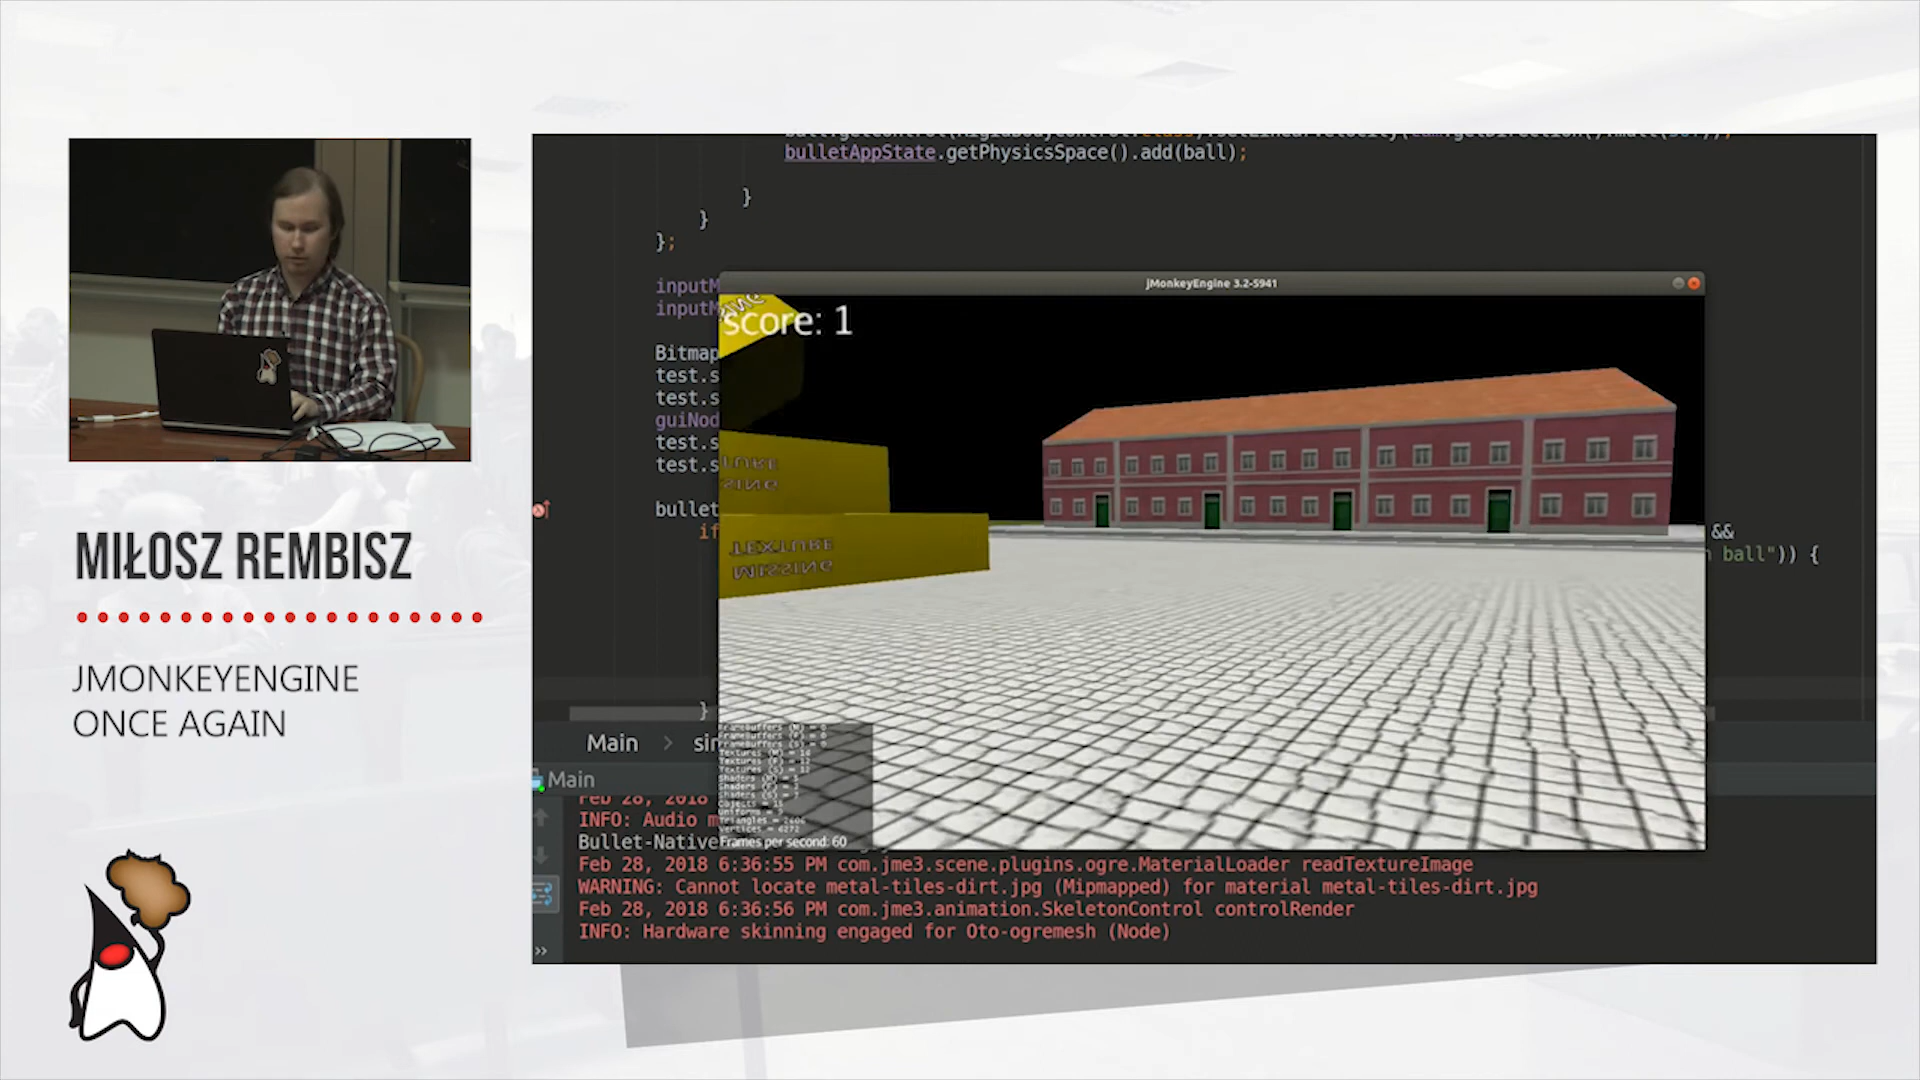 MIŁOSZ REMBISZ
JMONKEYENGINE
ONCE AGAIN
bulletAppState.getPhysicsSpace().add(ball);
}
}
};
inputM
inputM
Bitmap
test.s
test.s
guiNod
test.s
test.s
bullet
if
&&
ball")) {
}
jMonkeyEngine 3.2-5941
score: 1
TEXTURE
MISSING
Frames per second: 60
Main > sim
Main
Feb 28, 2018
INFO: Audio m
Bullet-Native
Feb 28, 2018 6:36:55 PM com.jme3.scene.plugins.ogre.MaterialLoader readTextureImage
WARNING: Cannot locate metal-tiles-dirt.jpg (Mipmapped) for material metal-tiles-dirt.jpg
Feb 28, 2018 6:36:56 PM com.jme3.animation.SkeletonControl controlRender
INFO: Hardware skinning engaged for Oto-ogremesh (Node)